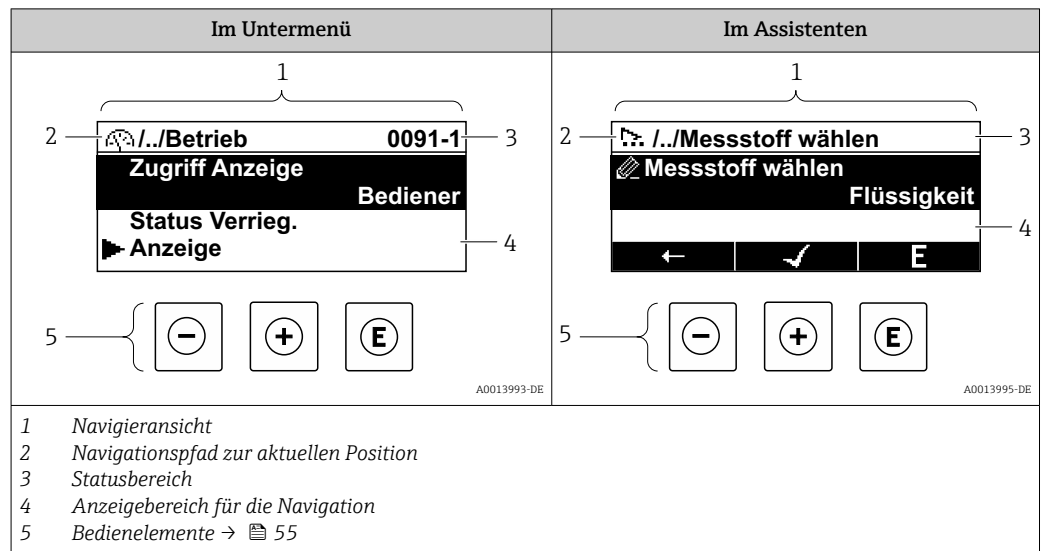 Im Untermenü
Im Assistenten
1
2
/../Betrieb 0091-1
3
Zugriff Anzeige
Bediener
Status Verrieg.
Anzeige
4
5
− + E
A0013993-DE
1
2
/../Messstoff wählen
3
Messstoff wählen
Flüssigkeit
4
← ✓ E
5
− + E
A0013995-DE
1 Navigieransicht
2 Navigationspfad zur aktuellen Position
3 Statusbereich
4 Anzeigebereich für die Navigation
5 Bedienelemente → 55